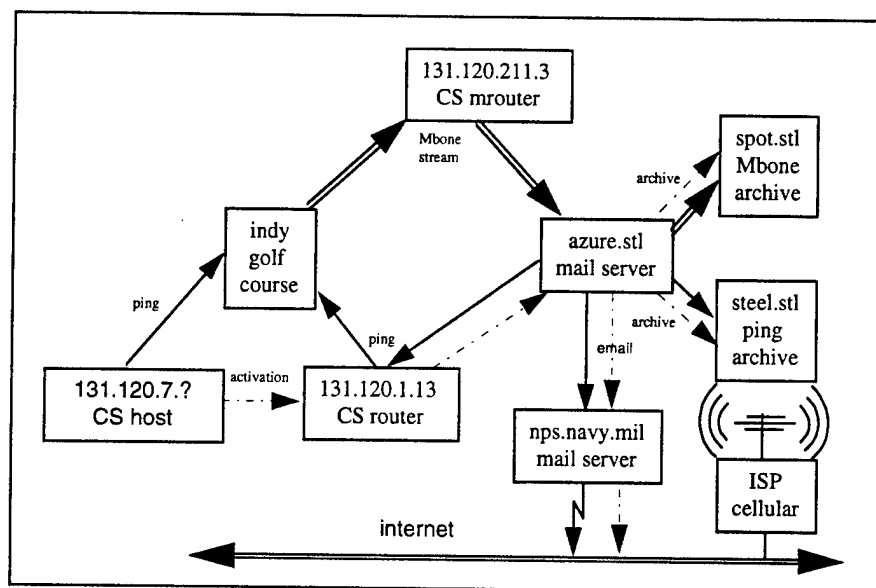 131.120.211.3
CS mrouter
Mbone
stream
spot.stl
Mbone
archive
archive
indy
golf
course
azure.stl
mail server
ping
ping
archive
steel.stl
ping
archive
email
131.120.7.?
CS host
activation
131.120.1.13
CS router
nps.navy.mil
mail server
ISP
cellular
internet